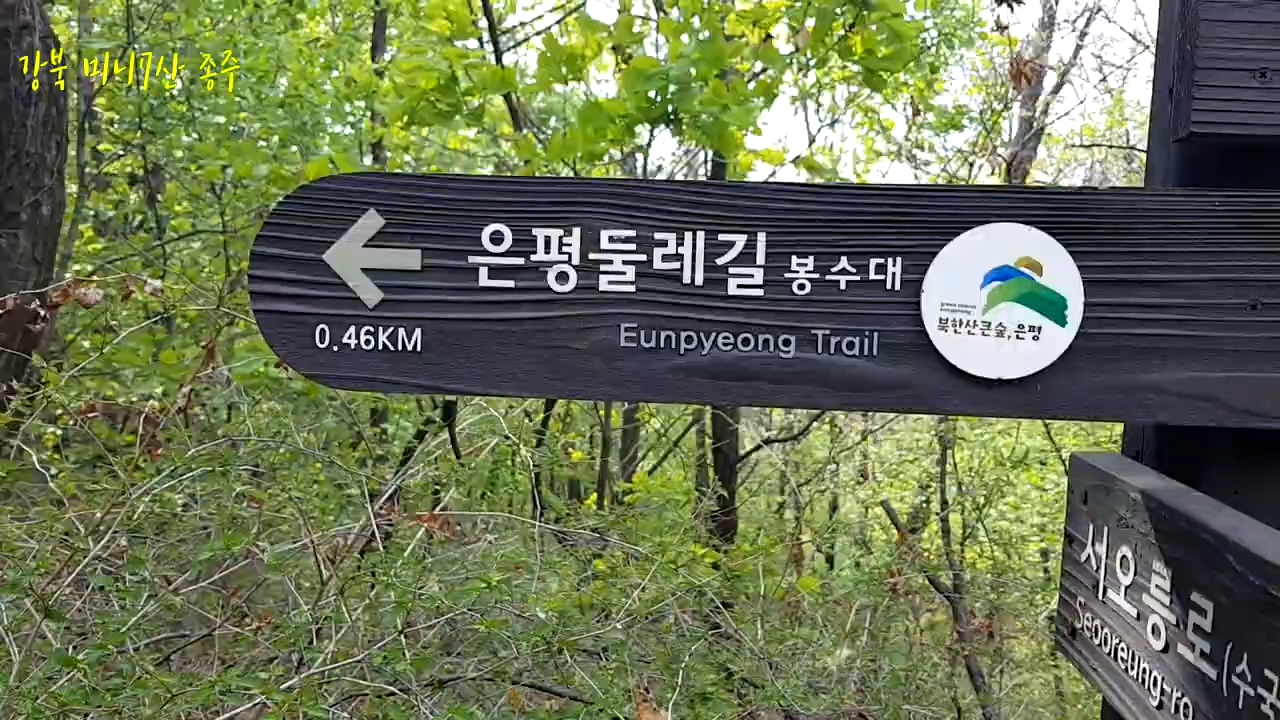 강북 미니7산 종주
은평둘레길 봉수대
0.46KM
Eunpyeong Trail
북한산큰숲, 은평
서오릉로
Seooreung-ro